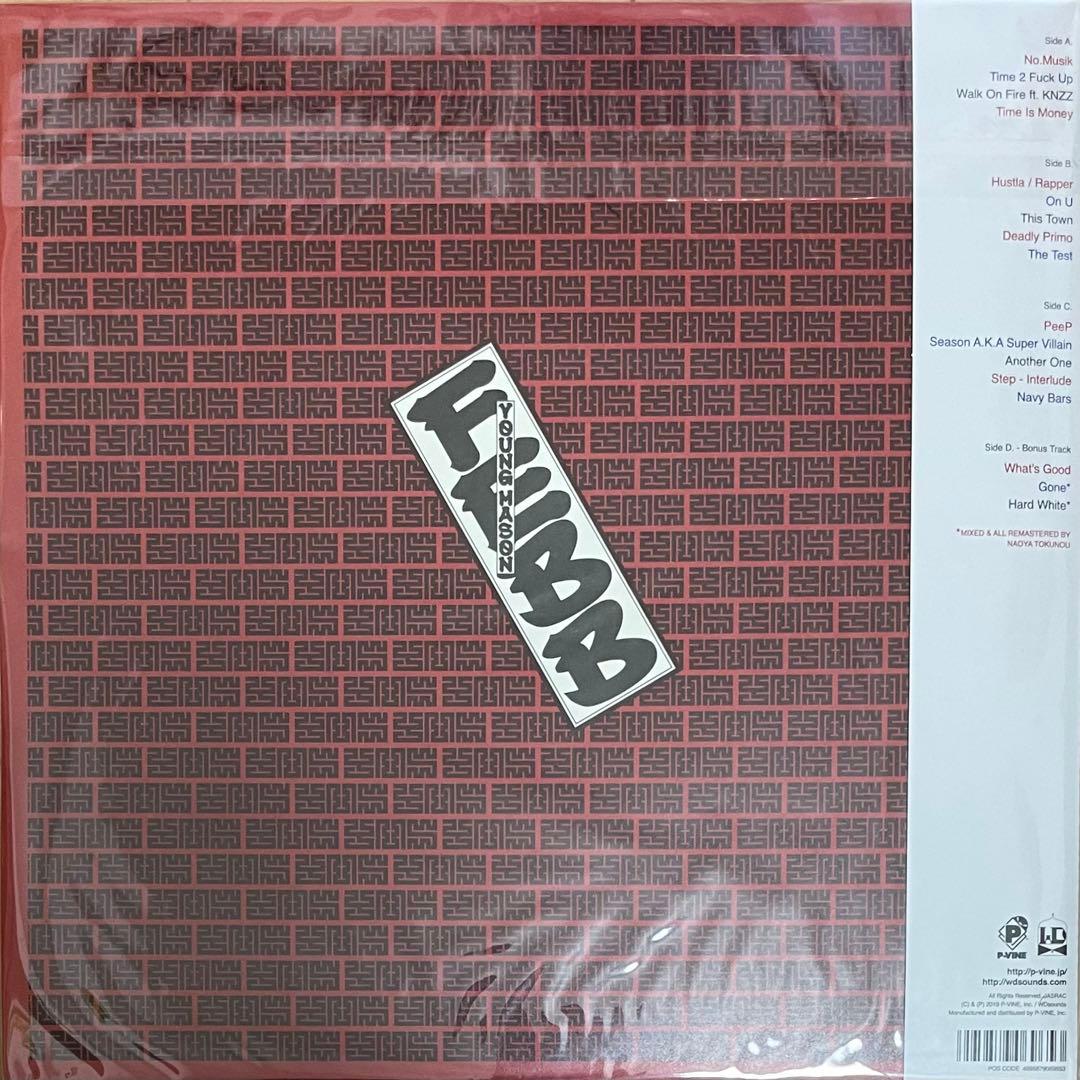 FEBB
YOUNG MASON
Side A.
No.Musik
Time 2 Fuck Up
Walk On Fire ft. KNZZ
Time Is Money
Side B.
Hustla / Rapper
On U
This Town
Deadly Primo
The Test
Side C.
PeeP
Season A.K.A Super Villain
Another One
Step - Interlude
Navy Bars
Side D. - Bonus Track
What's Good
Gone*
Hard White*
*MIXED & ALL REMASTERED BY
NAOYA TOKUNOU
P-VINE
http://p-vine.jp/
http://wdsounds.com
All Rights Reserved, JASRAC
(C) & (P) 2019 P-VINE, Inc. / WDsounds
Manufactured and distributed by P-VINE, Inc.
POS CODE